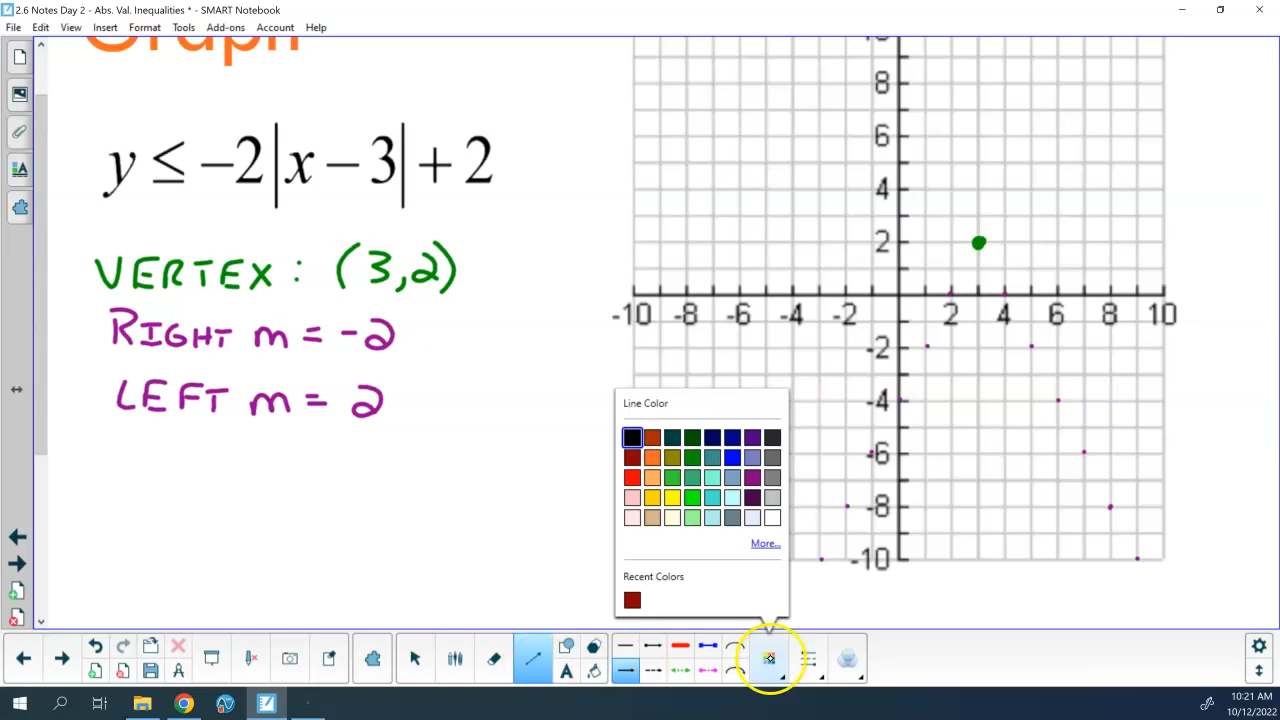 2.6 Notes Day 2 - Abs. Val. Inequalities * - SMART Notebook
File Edit View Insert Format Tools Add-ons Account Help
Graph
y ≤ −2|x − 3| + 2
VERTEX: (3,2)
RIGHT m = -2
LEFT m = 2
8
6
4
2
-10 -8 -6 -4 -2 2 4 6 8 10
-2
-4
-6
-8
-10
Line Color
More...
Recent Colors
A
10:21 AM
10/12/2022